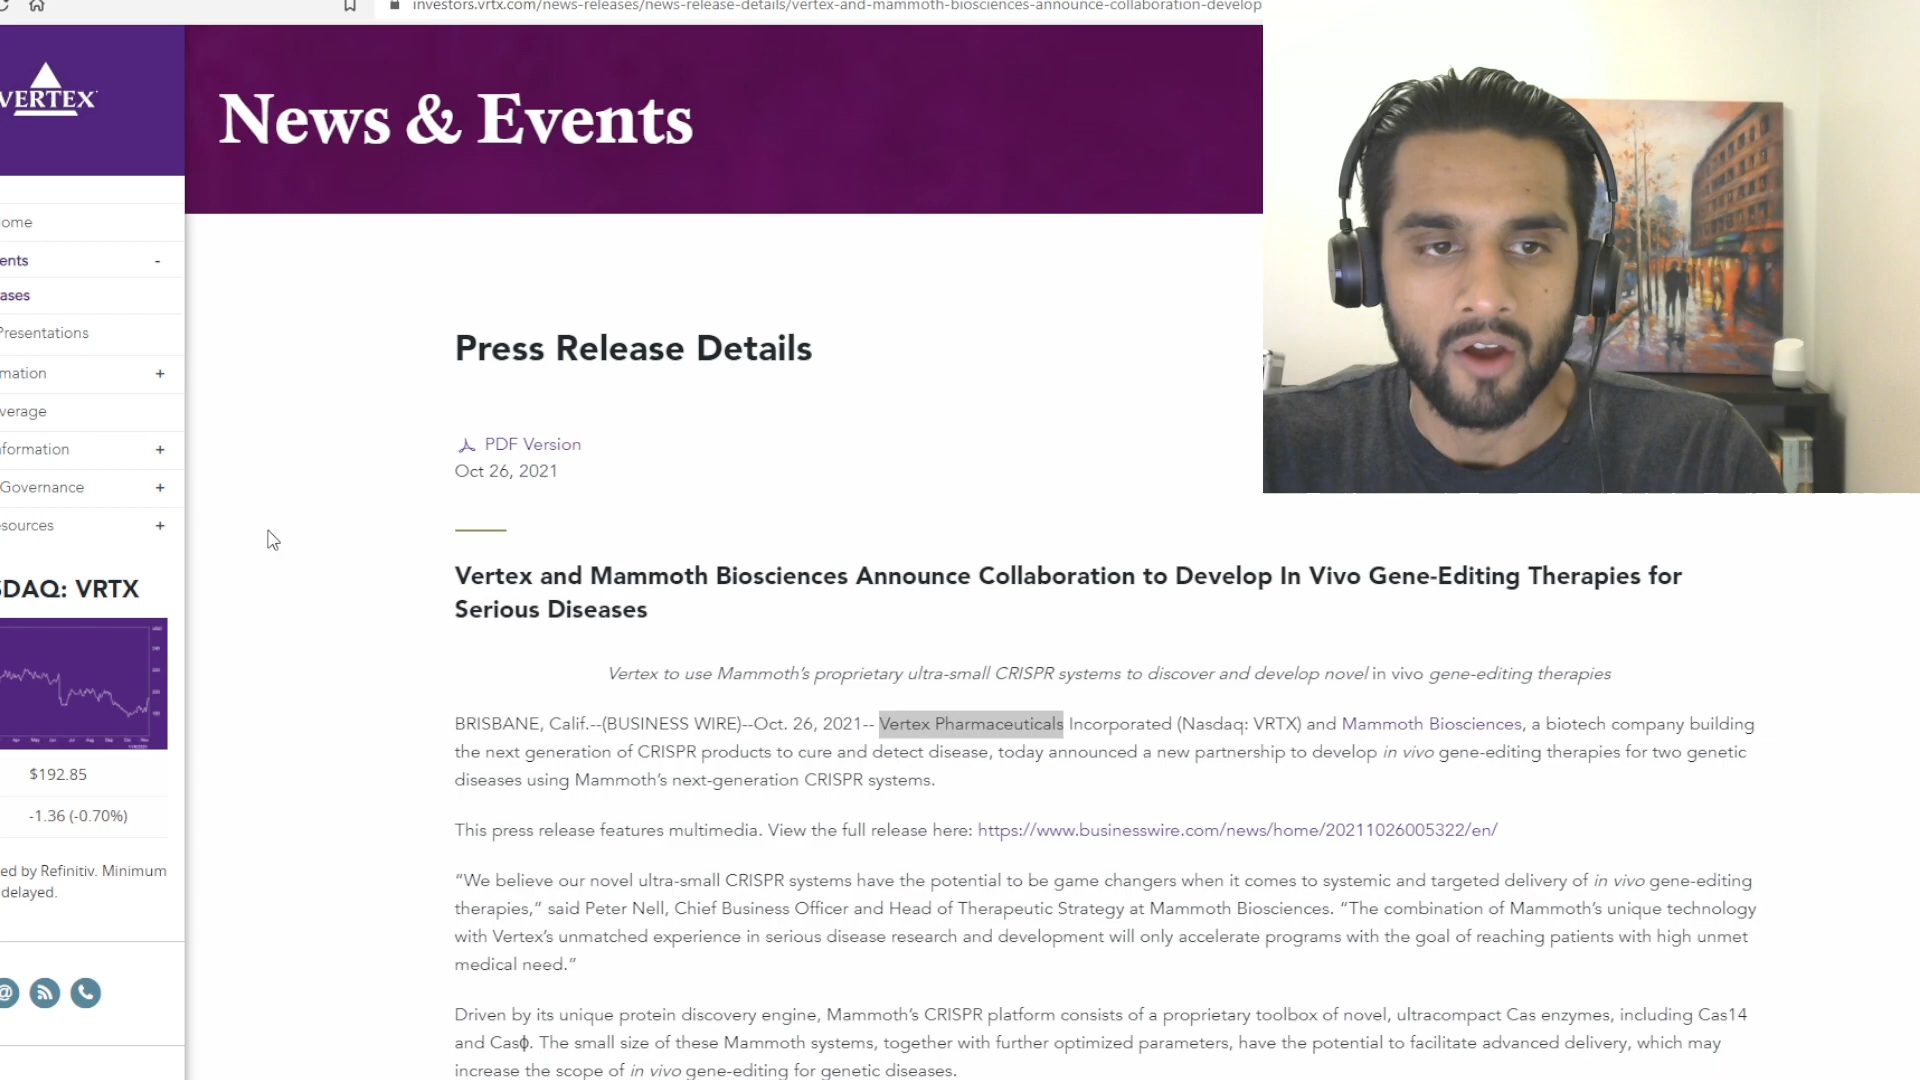 investors.vrtx.com/news-releases/news-release-details/vertex-and-mammoth-biosciences-announce-collaboration-develop
VERTEX
News & Events
ome
ents -
ases
Presentations
mation +
verage
formation +
Governance +
sources +
Press Release Details
PDF Version
Oct 26, 2021
Vertex and Mammoth Biosciences Announce Collaboration to Develop In Vivo Gene-Editing Therapies for
Serious Diseases
Vertex to use Mammoth's proprietary ultra-small CRISPR systems to discover and develop novel in vivo gene-editing therapies
BRISBANE, Calif.--(BUSINESS WIRE)--Oct. 26, 2021-- Vertex Pharmaceuticals Incorporated (Nasdaq: VRTX) and Mammoth Biosciences, a biotech company building
the next generation of CRISPR products to cure and detect disease, today announced a new partnership to develop in vivo gene-editing therapies for two genetic
diseases using Mammoth's next-generation CRISPR systems.
This press release features multimedia. View the full release here: https://www.businesswire.com/news/home/20211026005322/en/
“We believe our novel ultra-small CRISPR systems have the potential to be game changers when it comes to systemic and targeted delivery of in vivo gene-editing
therapies,” said Peter Nell, Chief Business Officer and Head of Therapeutic Strategy at Mammoth Biosciences. “The combination of Mammoth's unique technology
with Vertex's unmatched experience in serious disease research and development will only accelerate programs with the goal of reaching patients with high unmet
medical need.”
Driven by its unique protein discovery engine, Mammoth's CRISPR platform consists of a proprietary toolbox of novel, ultracompact Cas enzymes, including Cas14
and Casɸ. The small size of these Mammoth systems, together with further optimized parameters, have the potential to facilitate advanced delivery, which may
increase the scope of in vivo gene-editing for genetic diseases.
SDAQ: VRTX
$192.85
-1.36 (-0.70%)
ed by Refinitiv. Minimum
delayed.